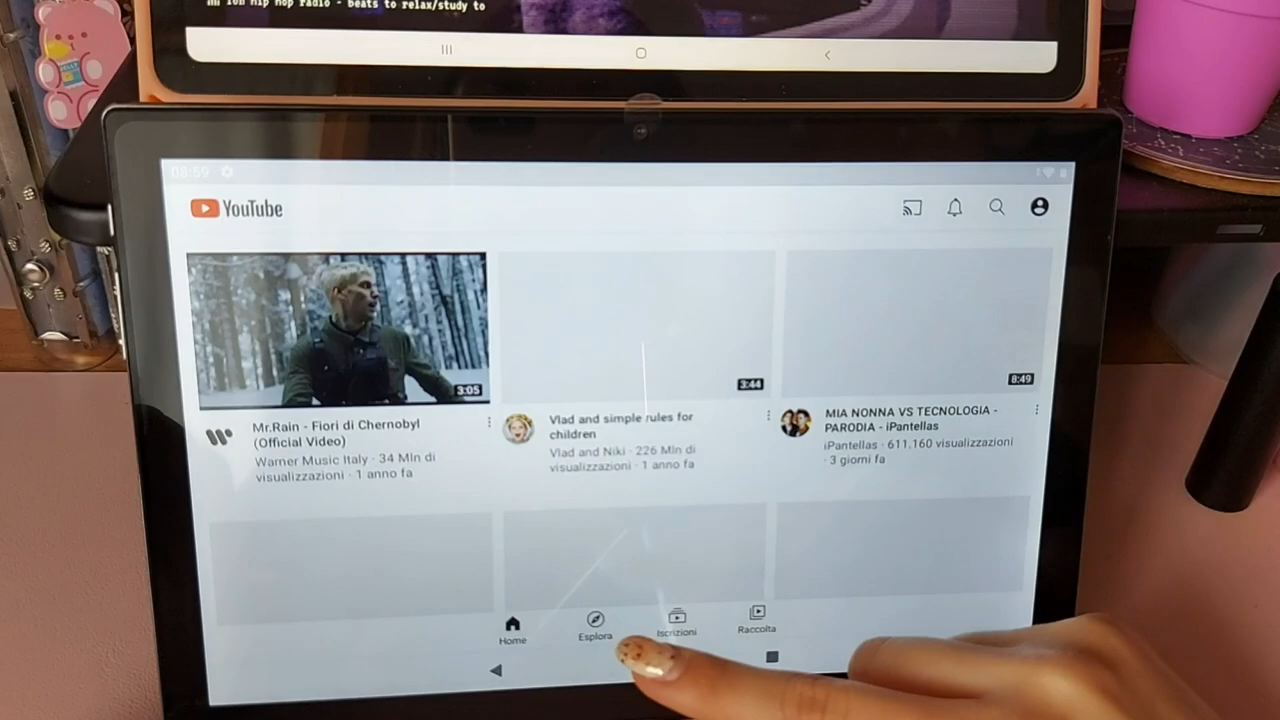 lofi hip hop radio - beats to relax/study to
08:59
YouTube
3:05
3:44
8:49
Mr.Rain - Fiori di Chernobyl
(Official Video)
Warner Music Italy · 34 Mln di
visualizzazioni · 1 anno fa
Vlad and simple rules for
children
Vlad and Niki · 226 Mln di
visualizzazioni · 1 anno fa
MIA NONNA VS TECNOLOGIA -
PARODIA - iPantellas
iPantellas · 611.160 visualizzazioni
· 3 giorni fa
Home
Esplora
Iscrizioni
Raccolta